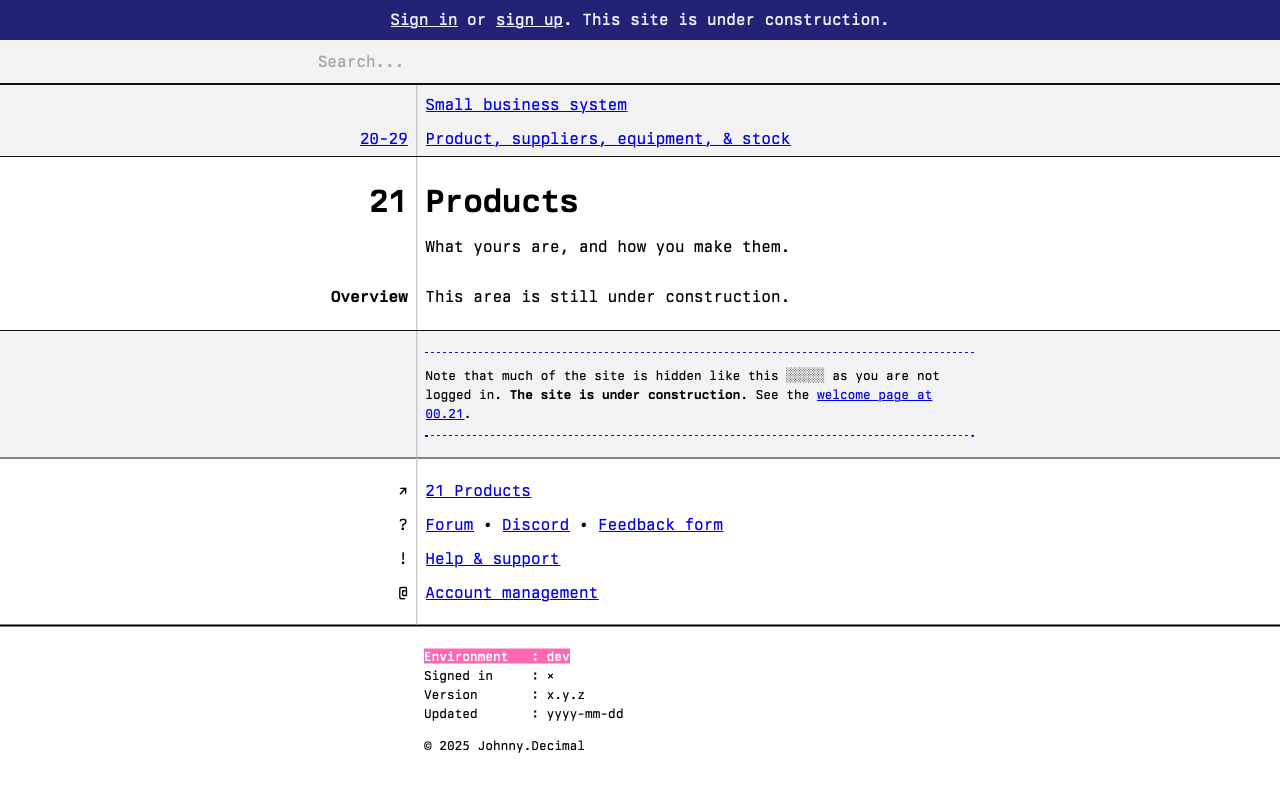 Sign in or sign up. This site is under construction.
Search...
Small business system
20-29 Product, suppliers, equipment, & stock
21 Products
What yours are, and how you make them.
Overview This area is still under construction.
Note that much of the site is hidden like this ░░░░░ as you are not
logged in. The site is under construction. See the welcome page at
00.21.
↗ 21 Products
? Forum • Discord • Feedback form
! Help & support
@ Account management
Environment : dev
Signed in : ×
Version : x.y.z
Updated : yyyy-mm-dd
© 2025 Johnny.Decimal